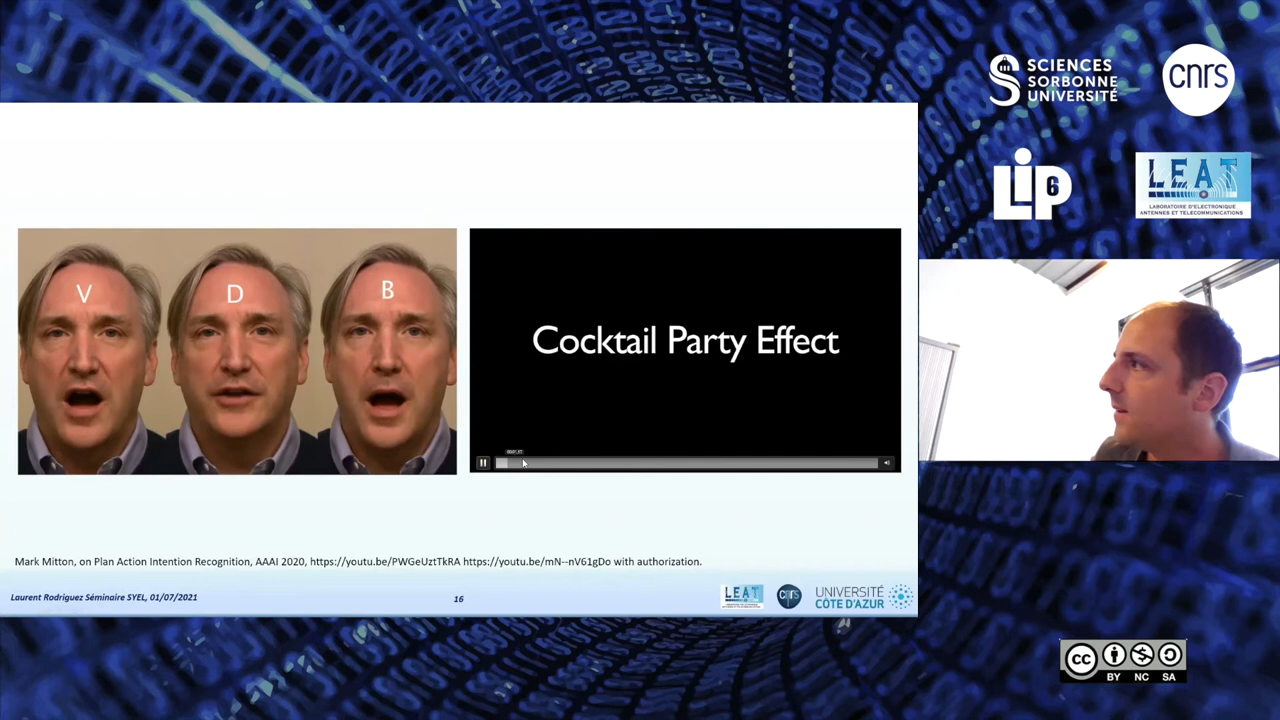 SCIENCES
SORBONNE
UNIVERSITÉ
cnrs
LIP6
LEAT
LABORATOIRE D'ELECTRONIQUE
ANTENNES ET TELECOMMUNICATIONS
V
D
B
Cocktail Party Effect
Mark Mitton, on Plan Action Intention Recognition, AAAI 2020, https://youtu.be/PWGeUztTkRA https://youtu.be/mN--nV61gDo with authorization.
Laurent Rodriguez Séminaire SYEL, 01/07/2021
16
LEAT
cnrs
UNIVERSITÉ
CÔTE D'AZUR
cc
BY NC SA